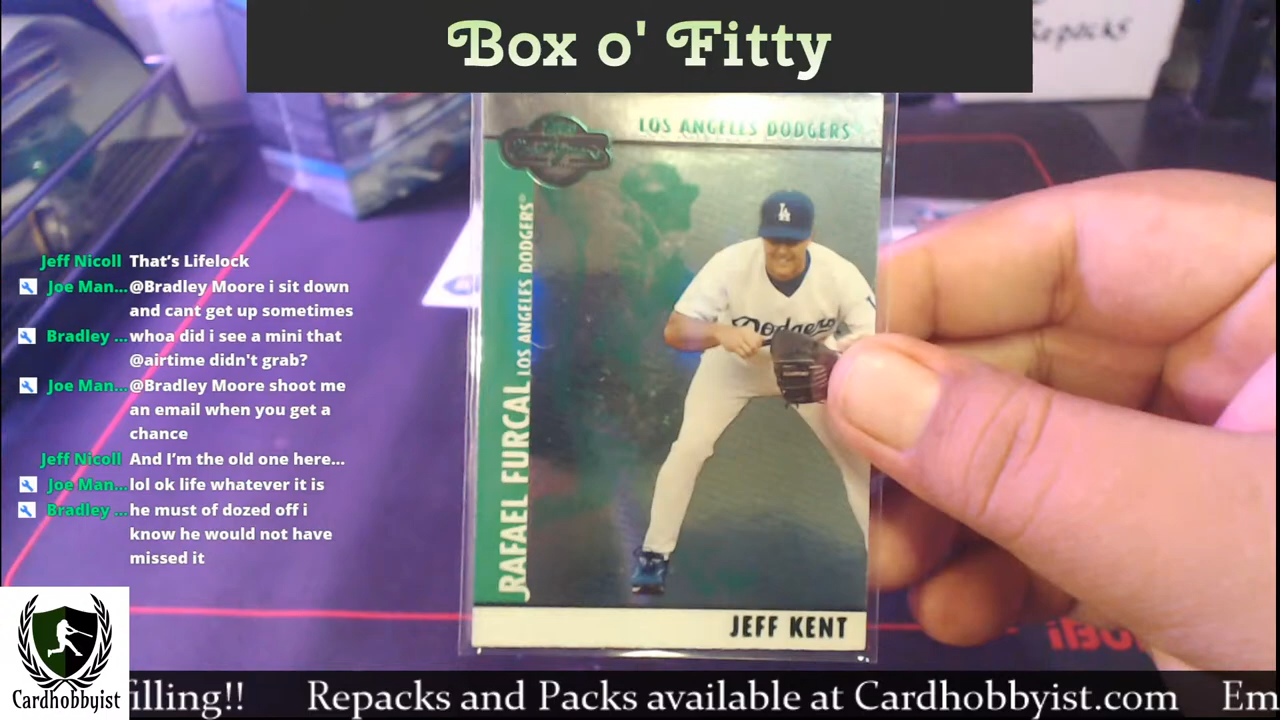 Box o' Fitty
Repacks
LOS ANGELES DODGERS®
RAFAEL FURCAL LOS ANGELES DODGERS®
LA
Dodgers
JEFF KENT
Jeff Nicoll That’s Lifelock
Joe Man... @Bradley Moore i sit down
and cant get up sometimes
Bradley ... whoa did i see a mini that
@airtime didn't grab?
Joe Man... @Bradley Moore shoot me
an email when you get a
chance
Jeff Nicoll And I’m the old one here...
Joe Man... lol ok life whatever it is
Bradley ... he must of dozed off i
know he would not have
missed it
Cardhobbyist
filling!! Repacks and Packs available at Cardhobbyist.com Em